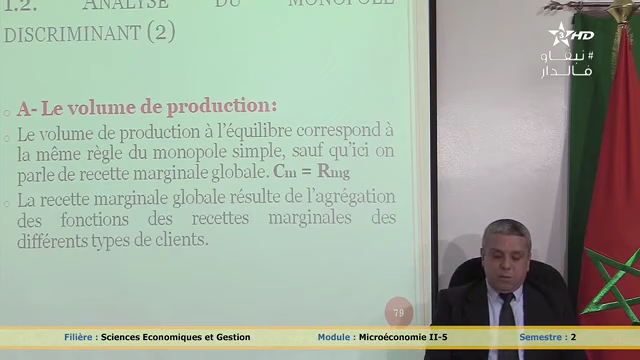 1.2. ANALYSE DU MONOPOLE
DISCRIMINANT (2)
HD
# نبقاو
فالدار
A- Le volume de production:
Le volume de production à l'équilibre correspond à
la même règle du monopole simple, sauf qu'ici on
parle de recette marginale globale. Cm = Rmg
La recette marginale globale résulte de l'agrégation
des fonctions des recettes marginales des
différents types de clients.
79
Filière : Sciences Economiques et Gestion Module : Microéconomie II-5 Semestre : 2